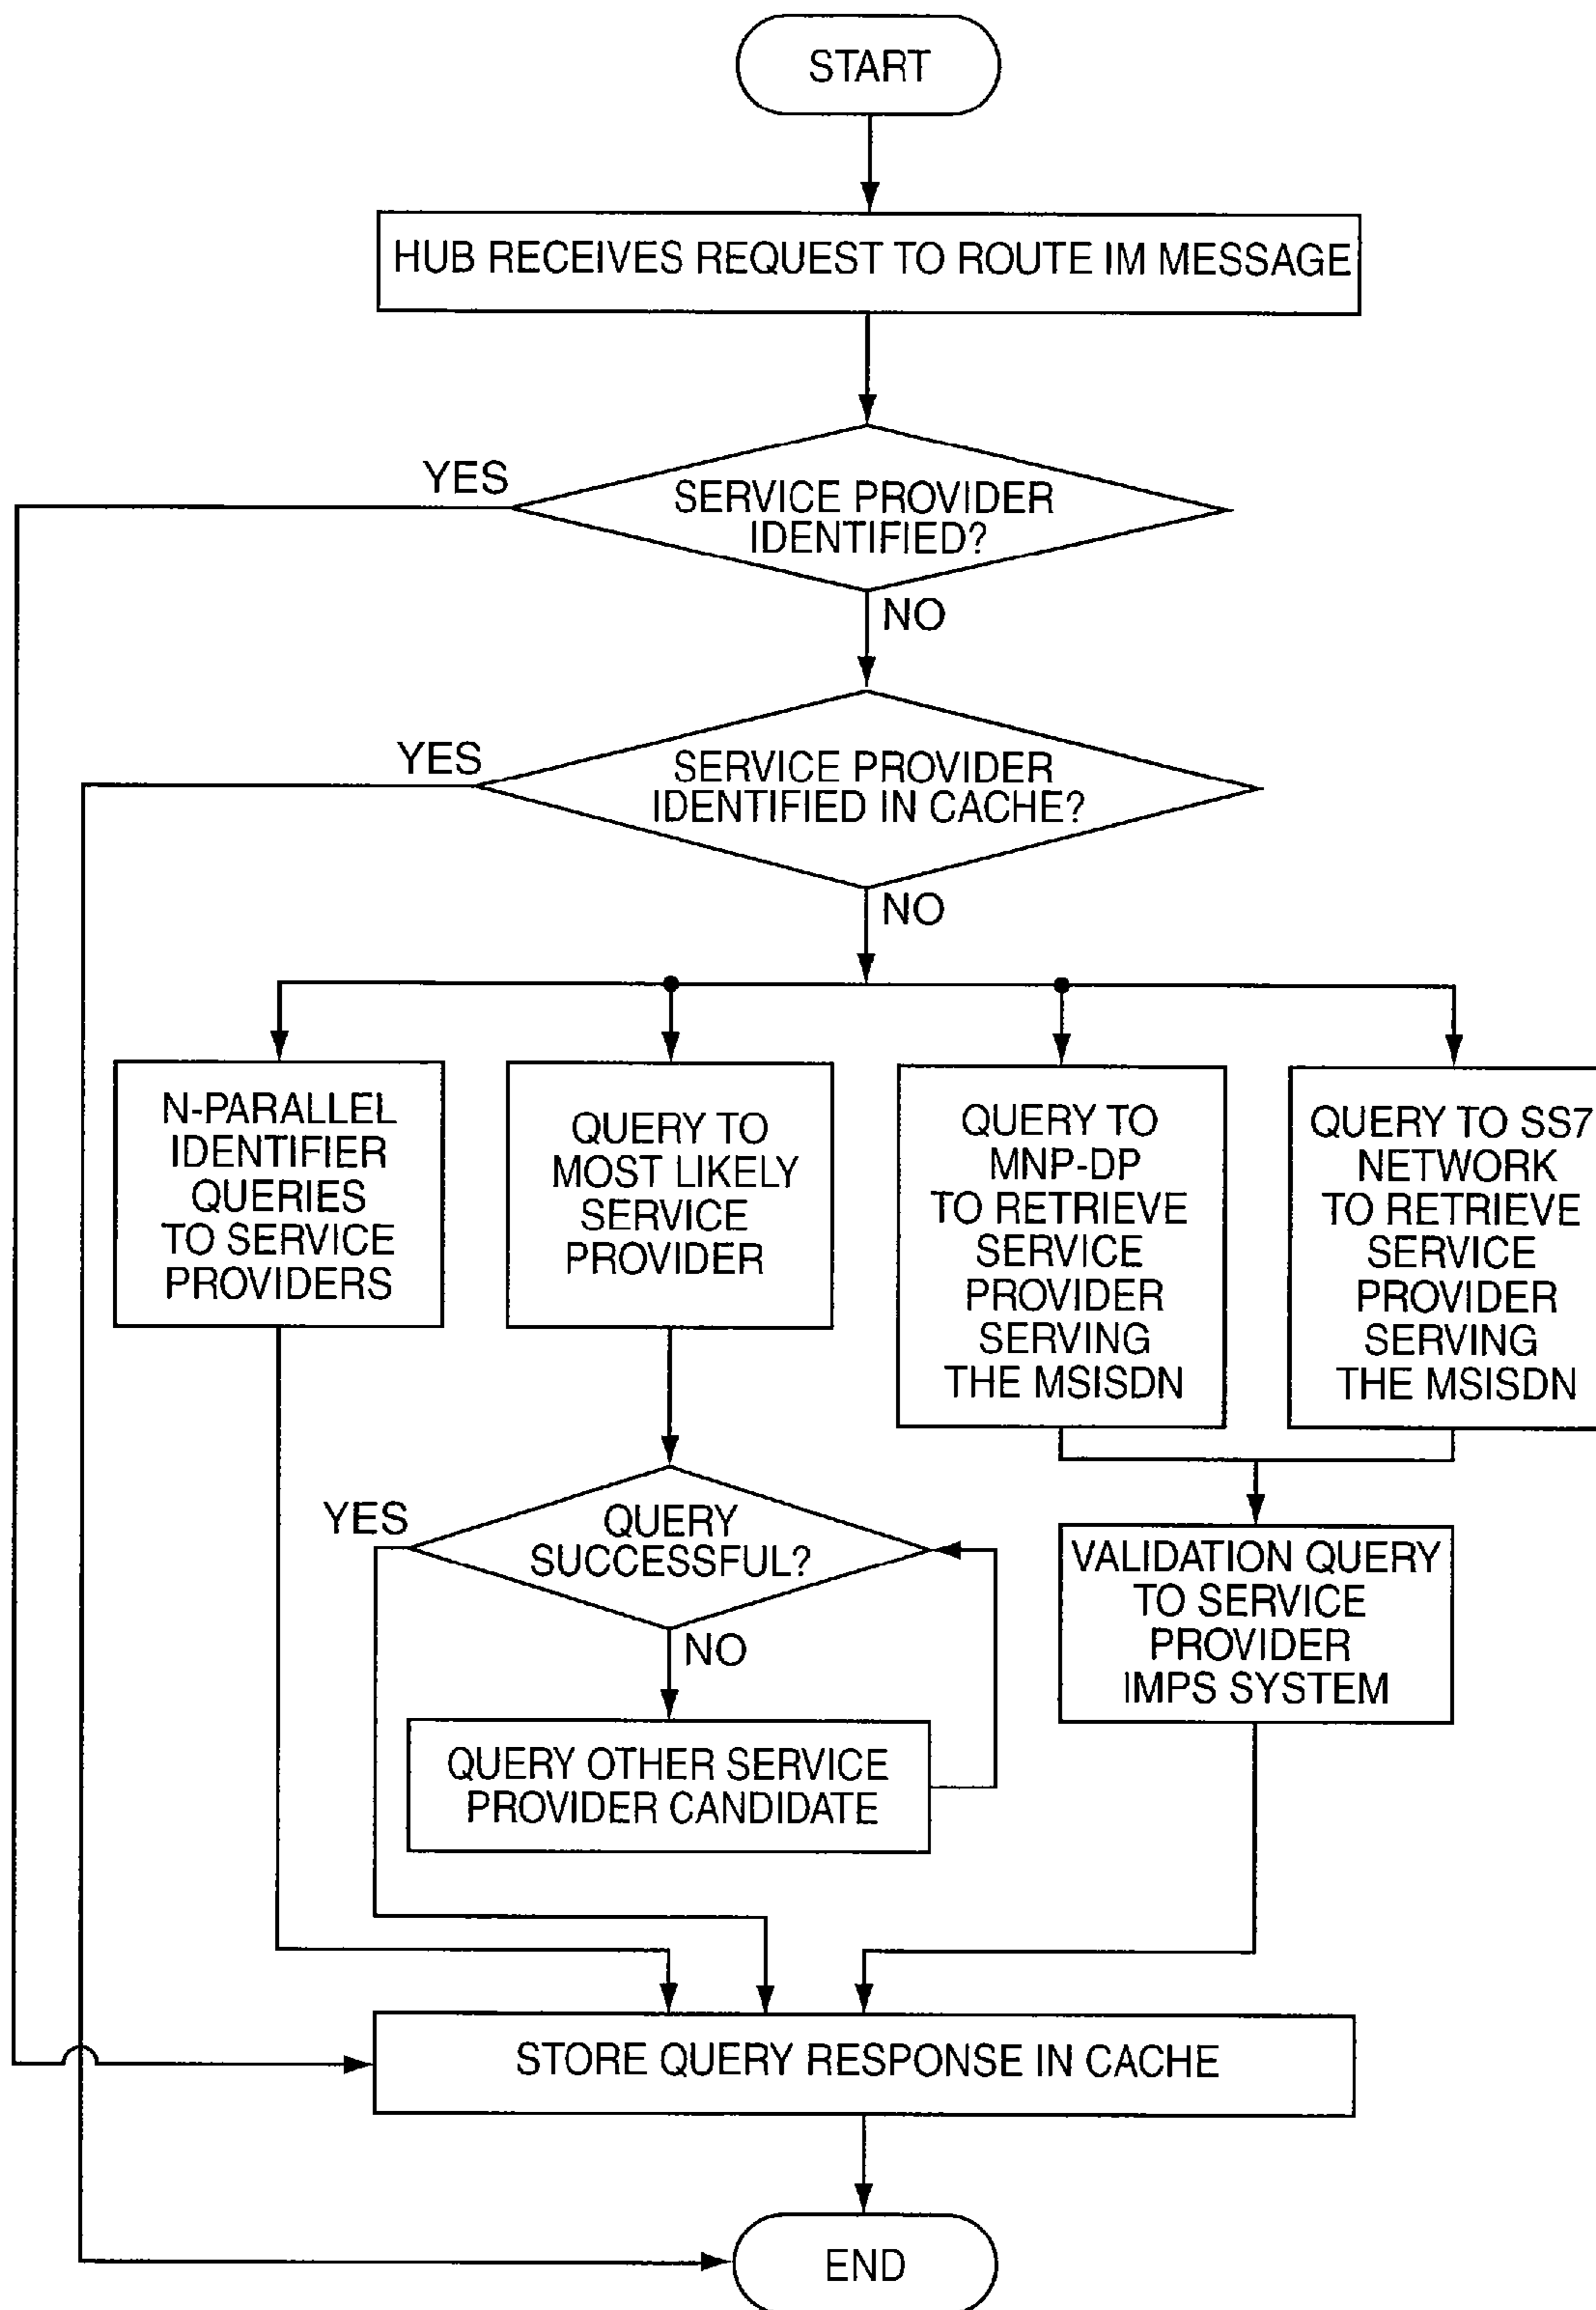 START
HUB RECEIVES REQUEST TO ROUTE IM MESSAGE
YES
SERVICE PROVIDER
IDENTIFIED?
NO
YES
SERVICE PROVIDER
IDENTIFIED IN CACHE?
NO
N-PARALLEL
IDENTIFIER
QUERIES
TO SERVICE
PROVIDERS
QUERY TO
MOST LIKELY
SERVICE
PROVIDER
QUERY TO
MNP-DP
TO RETRIEVE
SERVICE
PROVIDER
SERVING
THE MSISDN
QUERY TO SS7
NETWORK
TO RETRIEVE
SERVICE
PROVIDER
SERVING
THE MSISDN
YES
QUERY
SUCCESSFUL?
NO
QUERY OTHER SERVICE
PROVIDER CANDIDATE
VALIDATION QUERY
TO SERVICE
PROVIDER
IMPS SYSTEM
STORE QUERY RESPONSE IN CACHE
END